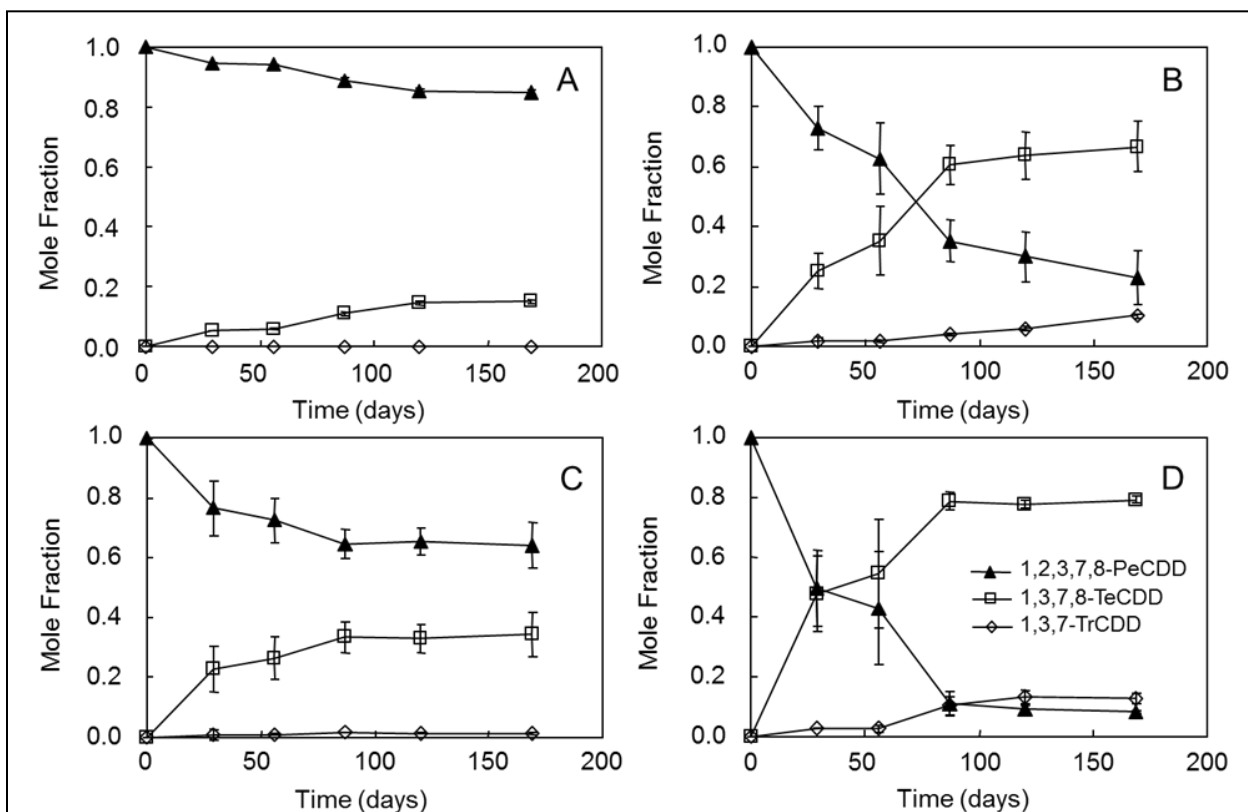 1.0
0.8
0.6
0.4
0.2
0.0
Mole Fraction
A
0
50
100
150
200
Time (days)
1.0
0.8
0.6
0.4
0.2
0.0
Mole Fraction
B
0
50
100
150
200
Time (days)
1.0
0.8
0.6
0.4
0.2
0.0
Mole Fraction
C
0
50
100
150
200
Time (days)
1.0
0.8
0.6
0.4
0.2
0.0
Mole Fraction
D
1,2,3,7,8-PeCDD
1,3,7,8-TeCDD
1,3,7-TrCDD
0
50
100
150
200
Time (days)